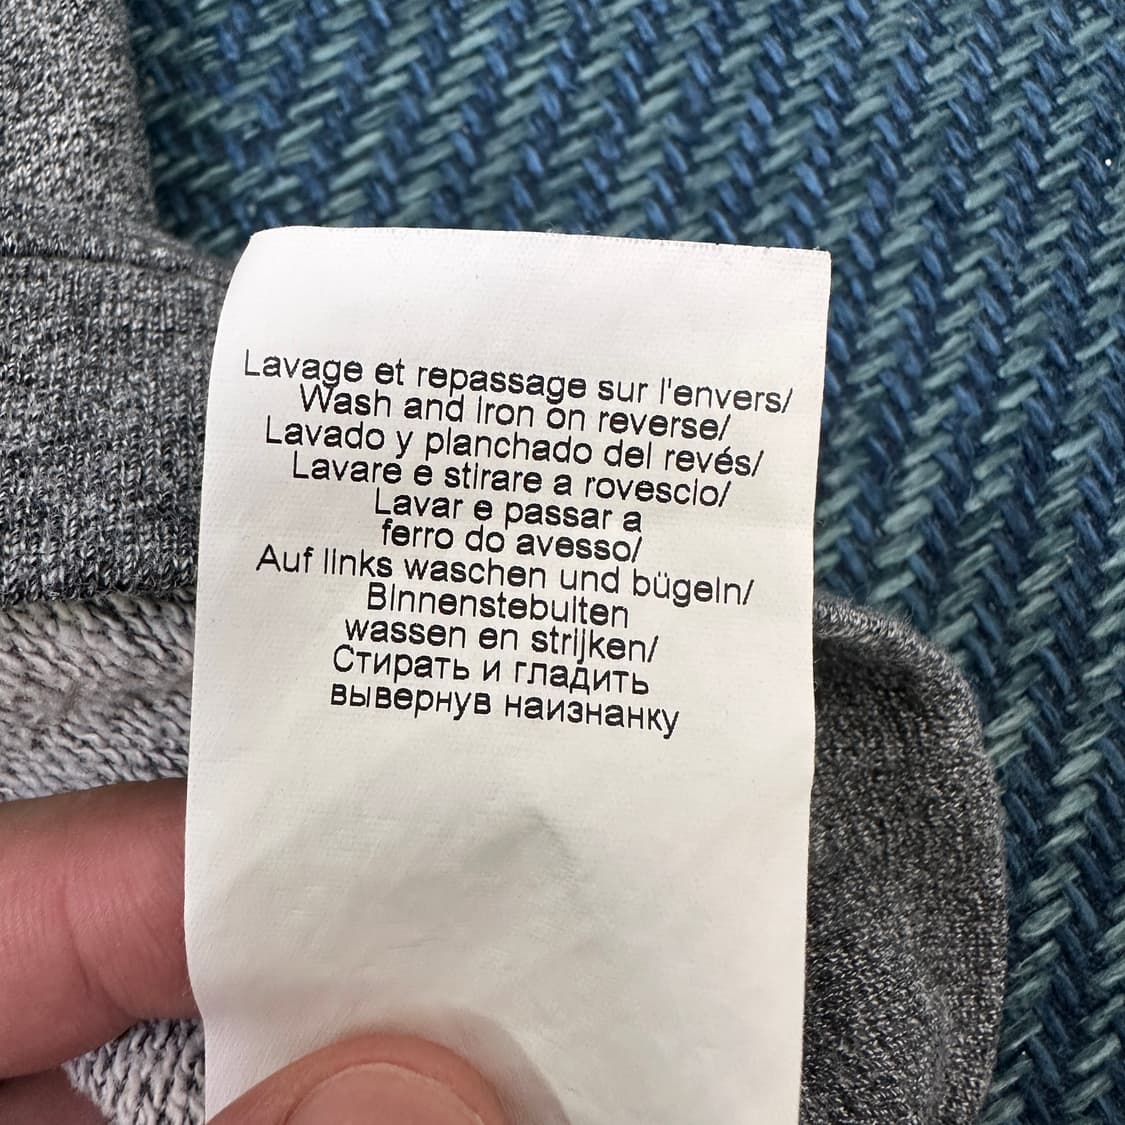 Lavage et repassage sur l'envers/
Wash and iron on reverse/
Lavado y planchado del revés/
Lavare e stirare a rovescio/
Lavar e passar a
ferro do avesso/
Auf links waschen und bügeln/
Binnenstebuiten
wassen en strijken/
Стирать и гладить
вывернув наизнанку